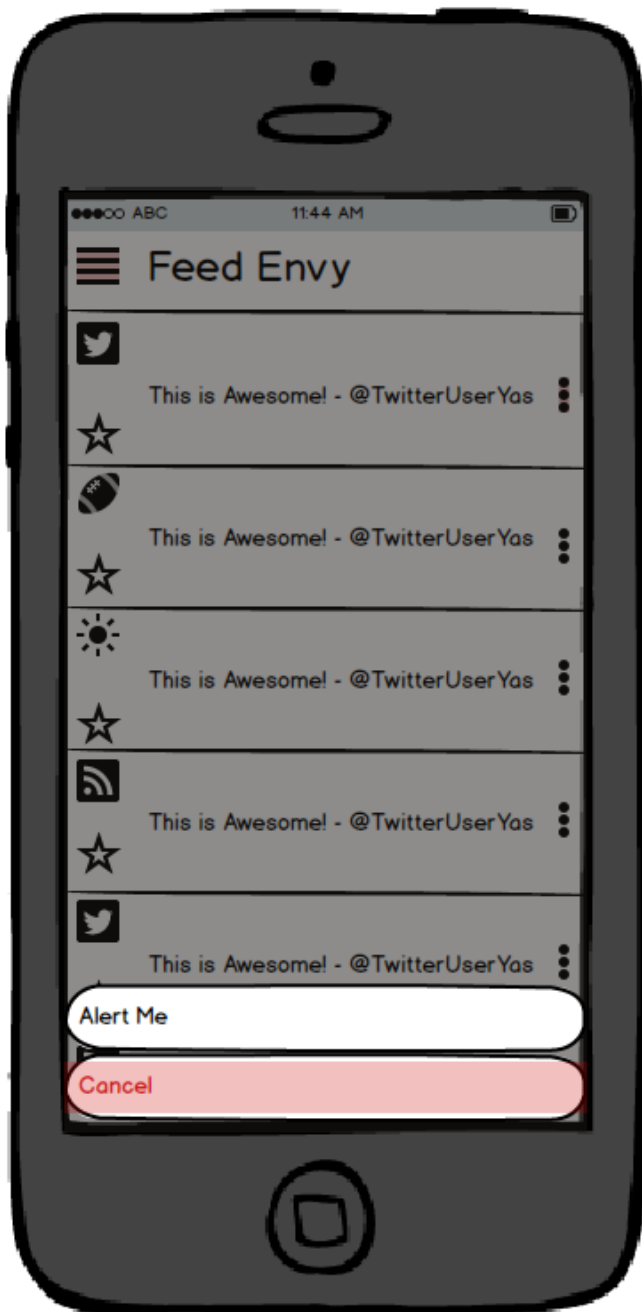 ABC 11:44 AM
Feed Envy
This is Awesome! - @TwitterUserYas
This is Awesome! - @TwitterUserYas
This is Awesome! - @TwitterUserYas
This is Awesome! - @TwitterUserYas
This is Awesome! - @TwitterUserYas
Alert Me
Cancel